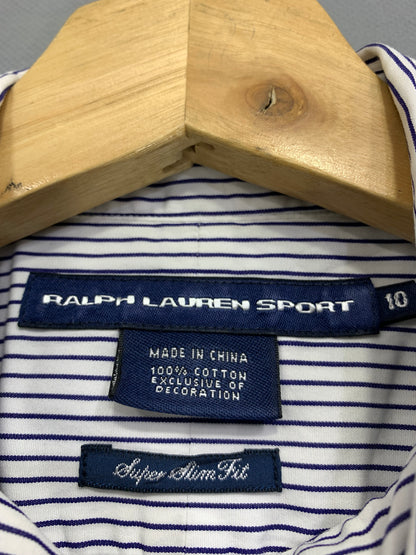 RALPH LAUREN SPORT 10
MADE IN CHINA
100% COTTON
EXCLUSIVE OF
DECORATION
Super Slim Fit